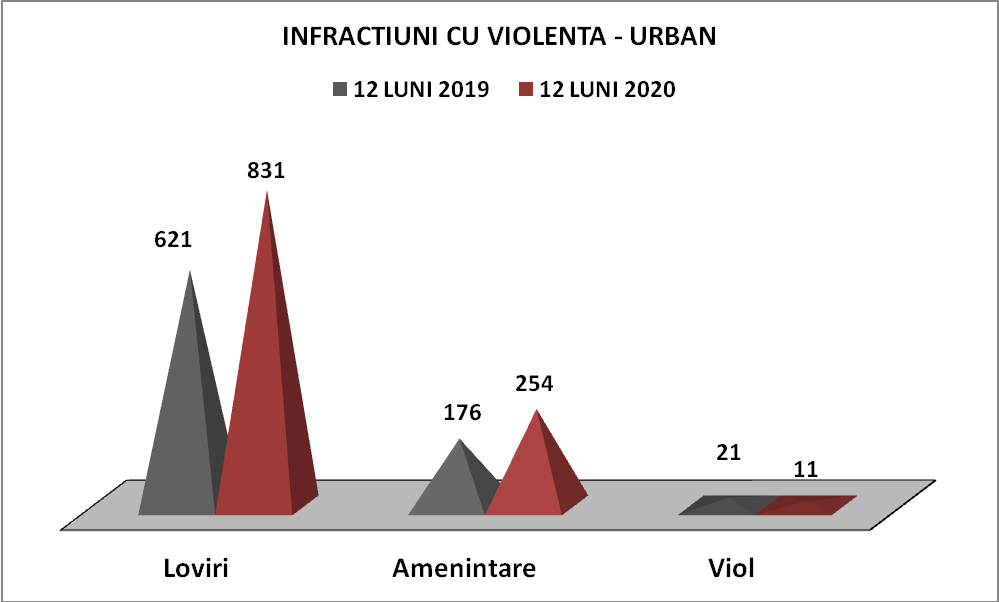 INFRACTIUNI CU VIOLENTA - URBAN
12 LUNI 2019 12 LUNI 2020
831
621
254
176
21
11
Loviri Amenintare Viol